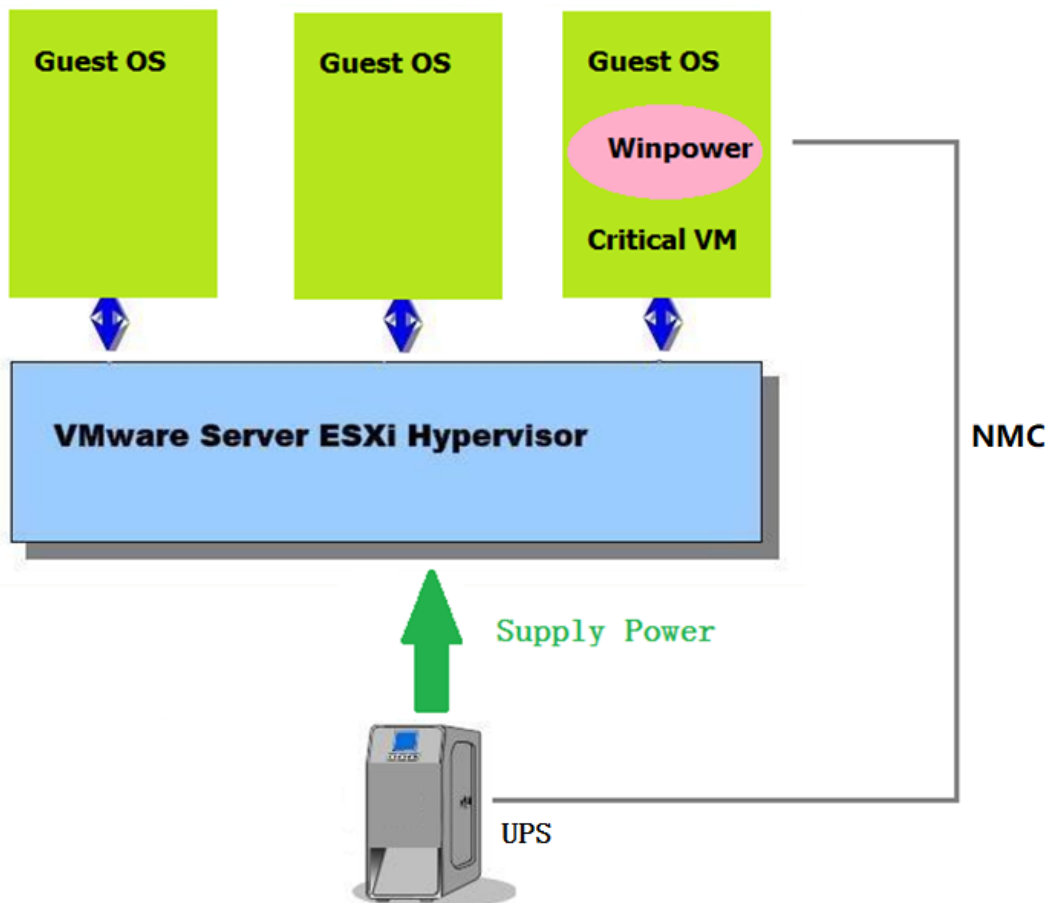 Guest OS
Guest OS
Guest OS
Winpower
Critical VM
VMware Server ESXi Hypervisor
NMC
Supply Power
UPS